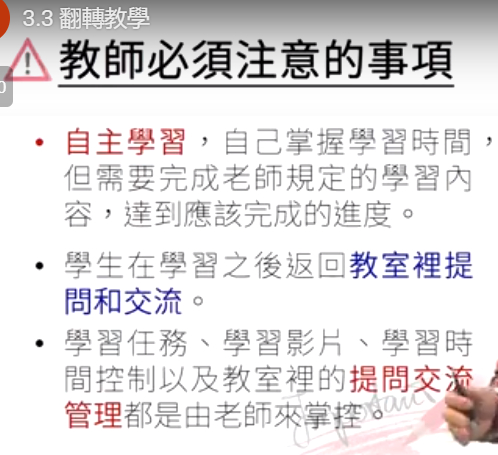 3.3 翻轉教學
教師必須注意的事項
• 自主學習，自己掌握學習時間，
但需要完成老師規定的學習內
容，達到應該完成的進度。
• 學生在學習之後返回教室裡提
問和交流。
• 學習任務、學習影片、學習時
間控制以及教室裡的提問交流
管理都是由老師來掌控。
Important